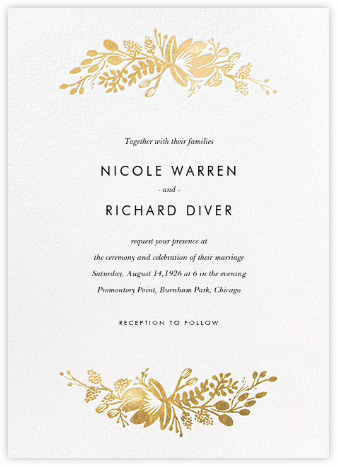 Together with their families
NICOLE WARREN
- and -
RICHARD DIVER
request your presence at
the ceremony and celebration of their marriage
Saturday, August 14,1926 at 6 in the evening
Promontory Point, Burnham Park, Chicago
RECEPTION TO FOLLOW